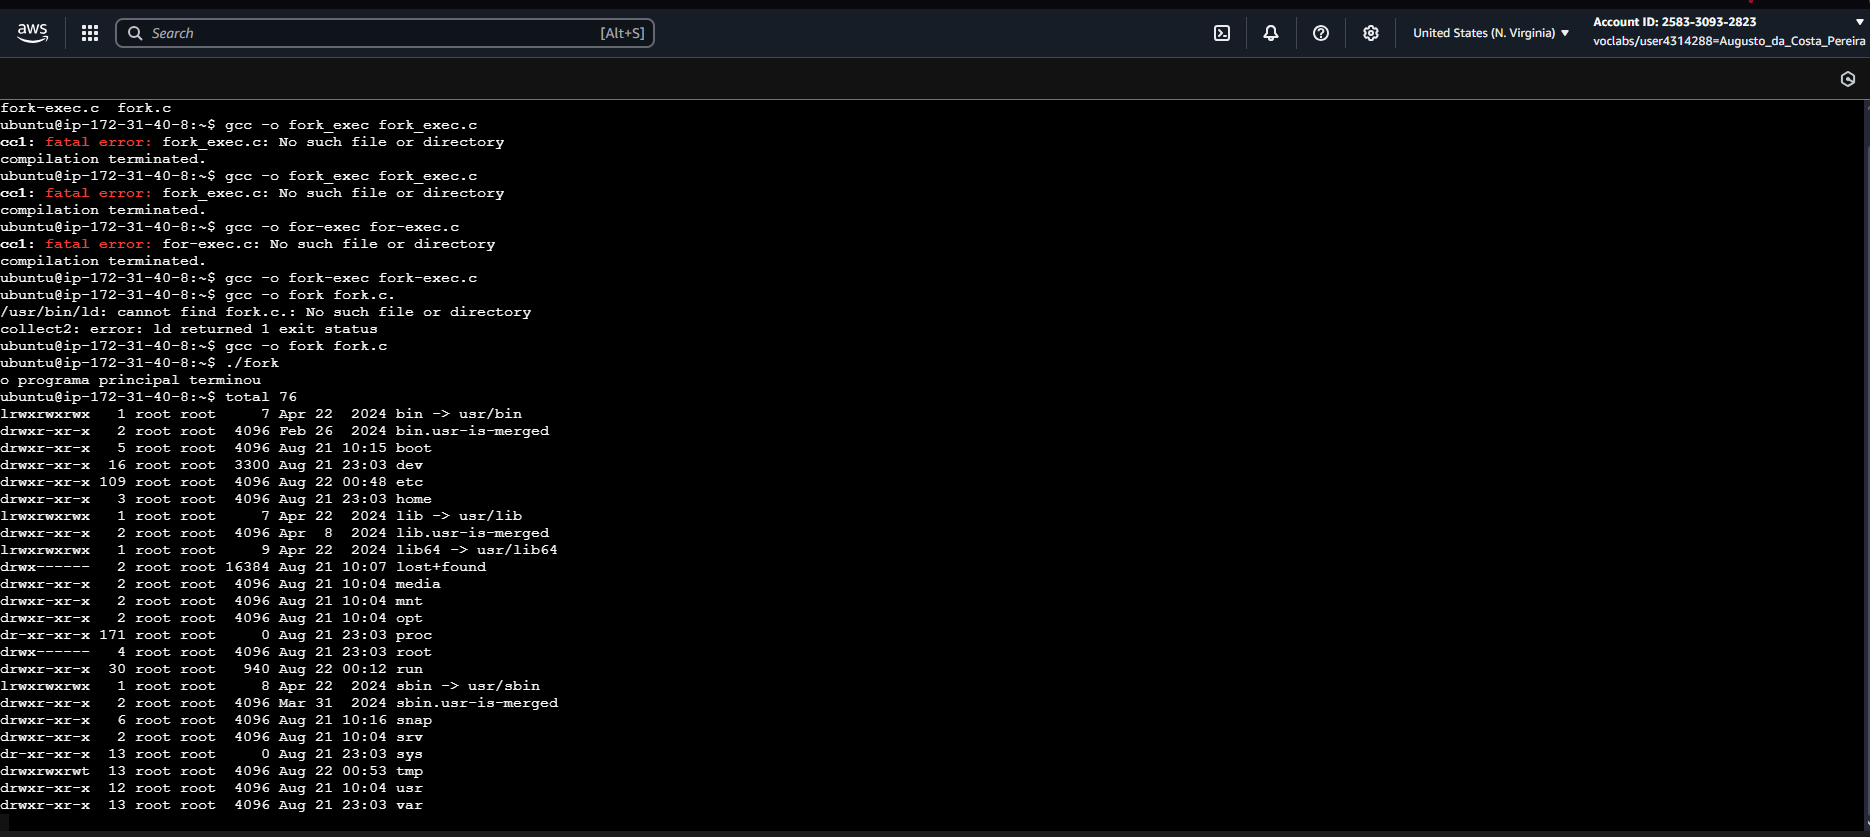 aws
Search [Alt+S]
United States (N. Virginia)
Account ID: 2583-3093-2823
voclabs/user4314288=Augusto_da_Costa_Pereira
fork-exec.c  fork.c
ubuntu@ip-172-31-40-8:~$ gcc -o fork_exec fork_exec.c
cc1: fatal error: fork_exec.c: No such file or directory
compilation terminated.
ubuntu@ip-172-31-40-8:~$ gcc -o fork_exec fork_exec.c
cc1: fatal error: fork_exec.c: No such file or directory
compilation terminated.
ubuntu@ip-172-31-40-8:~$ gcc -o for-exec for-exec.c
cc1: fatal error: for-exec.c: No such file or directory
compilation terminated.
ubuntu@ip-172-31-40-8:~$ gcc -o fork-exec fork-exec.c
ubuntu@ip-172-31-40-8:~$ gcc -o fork fork.c.
/usr/bin/ld: cannot find fork.c.: No such file or directory
collect2: error: ld returned 1 exit status
ubuntu@ip-172-31-40-8:~$ gcc -o fork fork.c
ubuntu@ip-172-31-40-8:~$ ./fork
o programa principal terminou
ubuntu@ip-172-31-40-8:~$ total 76
lrwxrwxrwx   1 root root     7 Apr 22  2024 bin -> usr/bin
drwxr-xr-x   2 root root  4096 Feb 26  2024 bin.usr-is-merged
drwxr-xr-x   5 root root  4096 Aug 21 10:15 boot
drwxr-xr-x  16 root root  3300 Aug 21 23:03 dev
drwxr-xr-x 109 root root  4096 Aug 22 00:48 etc
drwxr-xr-x   3 root root  4096 Aug 21 23:03 home
lrwxrwxrwx   1 root root     7 Apr 22  2024 lib -> usr/lib
drwxr-xr-x   2 root root  4096 Apr  8  2024 lib.usr-is-merged
lrwxrwxrwx   1 root root     9 Apr 22  2024 lib64 -> usr/lib64
drwx------   2 root root 16384 Aug 21 10:07 lost+found
drwxr-xr-x   2 root root  4096 Aug 21 10:04 media
drwxr-xr-x   2 root root  4096 Aug 21 10:04 mnt
drwxr-xr-x   2 root root  4096 Aug 21 10:04 opt
dr-xr-xr-x 171 root root     0 Aug 21 23:03 proc
drwx------   4 root root  4096 Aug 21 23:03 root
drwxr-xr-x  30 root root   940 Aug 22 00:12 run
lrwxrwxrwx   1 root root     8 Apr 22  2024 sbin -> usr/sbin
drwxr-xr-x   2 root root  4096 Mar 31  2024 sbin.usr-is-merged
drwxr-xr-x   6 root root  4096 Aug 21 10:16 snap
drwxr-xr-x   2 root root  4096 Aug 21 10:04 srv
dr-xr-xr-x  13 root root     0 Aug 21 23:03 sys
drwxrwxrwt  13 root root  4096 Aug 22 00:53 tmp
drwxr-xr-x  12 root root  4096 Aug 21 10:04 usr
drwxr-xr-x  13 root root  4096 Aug 21 23:03 var